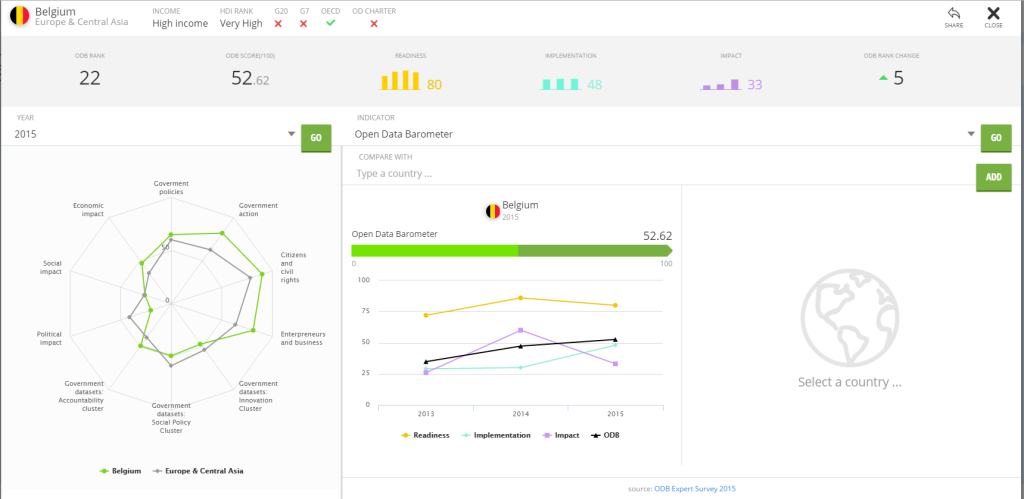 Belgium
Europe & Central Asia
INCOME
High income
HDI RANK
Very High
G20
G7
OECD
OD CHARTER
SHARE
CLOSE
ODB RANK
22
ODB SCORE(/100)
52.62
READINESS
80
IMPLEMENTATION
48
IMPACT
33
ODB RANK CHANGE
5
YEAR
2015
GO
INDICATOR
Open Data Barometer
GO
COMPARE WITH
Type a country ...
ADD
Goverment
policies
Government
action
Citizens
and
civil
rights
Enterpreneurs
and business
Government
datasets:
Innovation
Cluster
Government
datasets:
Social Policy
Cluster
Government
datasets:
Accountability
cluster
Political
impact
Social
impact
Economic
impact
50
0
Belgium
Europe & Central Asia
Belgium
2015
Open Data Barometer
52.62
0
100
100
75
50
25
0
2013
2014
2015
Readiness
Implementation
Impact
ODB
Select a country ...
source: ODB Expert Survey 2015